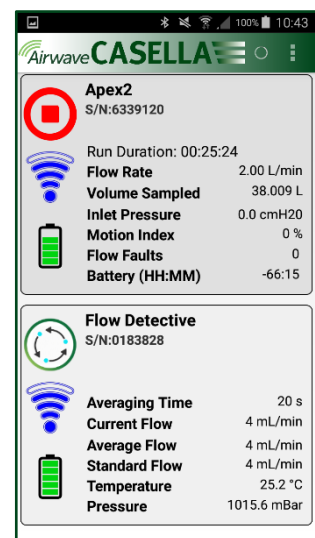 100% 10:43
Airwave CASELLA
Apex2
S/N:6339120
Run Duration: 00:25:24
Flow Rate 2.00 L/min
Volume Sampled 38.009 L
Inlet Pressure 0.0 cmH20
Motion Index 0 %
Flow Faults 0
Battery (HH:MM) -66:15
Flow Detective
S/N:0183828
Averaging Time 20 s
Current Flow 4 mL/min
Average Flow 4 mL/min
Standard Flow 4 mL/min
Temperature 25.2 °C
Pressure 1015.6 mBar